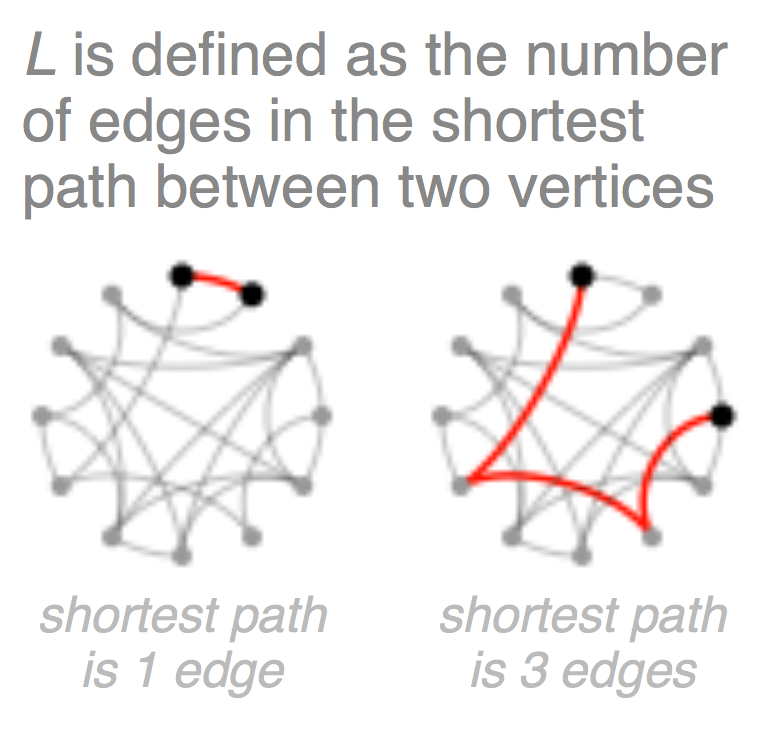 L is defined as the number
of edges in the shortest
path between two vertices
shortest path
is 1 edge
shortest path
is 3 edges